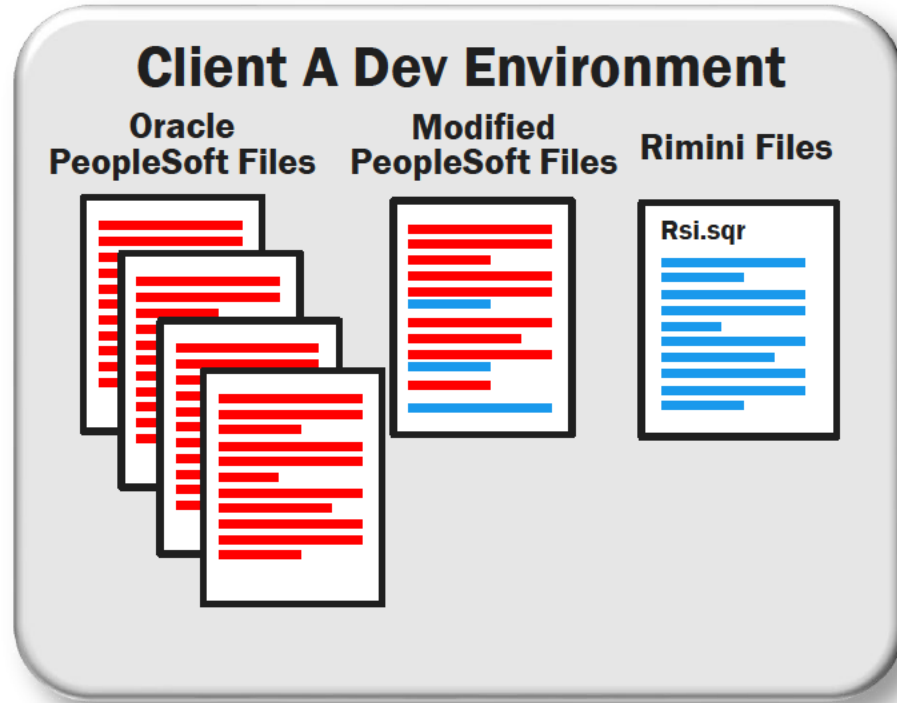 Client A Dev Environment
Oracle
PeopleSoft Files
Modified
PeopleSoft Files
Rimini Files
Rsi.sqr